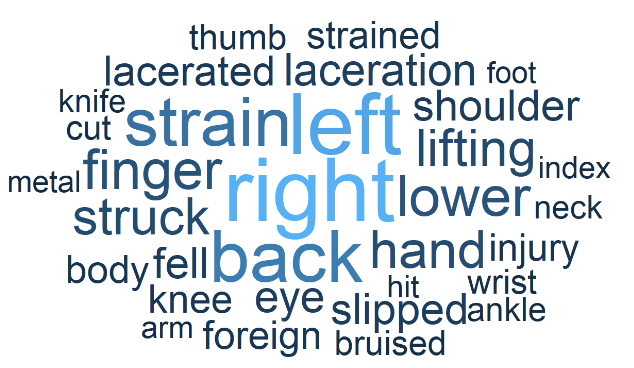 thumb strained
lacerated laceration foot
knife strain left shoulder
cut lifting
metal finger right index
struck lower neck
body fell back hand injury
knee eye hit wrist
arm foreign slipped ankle
bruised